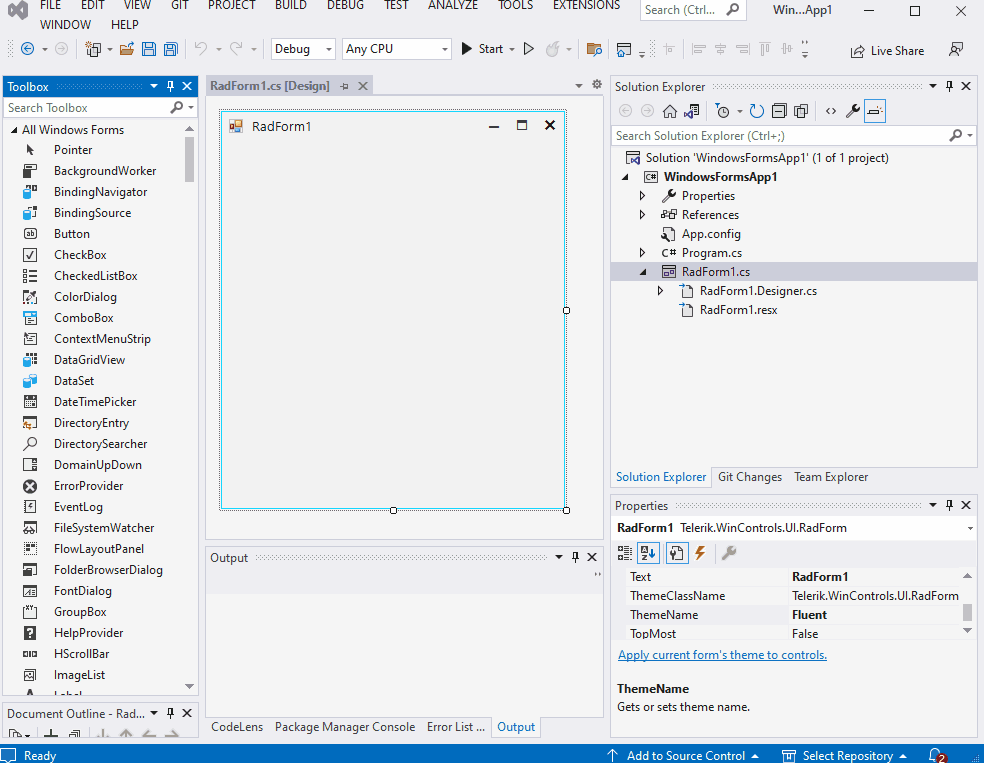 FILE EDIT VIEW GIT PROJECT BUILD DEBUG TEST ANALYZE TOOLS EXTENSIONS Search (Ctrl... Win...App1
WINDOW HELP
Debug Any CPU Start Live Share
Toolbox
Search Toolbox
All Windows Forms
Pointer
BackgroundWorker
BindingNavigator
BindingSource
Button
CheckBox
CheckedListBox
ColorDialog
ComboBox
ContextMenuStrip
DataGridView
DataSet
DateTimePicker
DirectoryEntry
DirectorySearcher
DomainUpDown
ErrorProvider
EventLog
FileSystemWatcher
FlowLayoutPanel
FolderBrowserDialog
FontDialog
GroupBox
HelpProvider
HScrollBar
ImageList
Label
Document Outline - Rad...
RadForm1.cs [Design]
RadForm1
Output
CodeLens Package Manager Console Error List ... Output
Solution Explorer
Search Solution Explorer (Ctrl+;)
Solution 'WindowsFormsApp1' (1 of 1 project)
C# WindowsFormsApp1
Properties
References
App.config
C# Program.cs
RadForm1.cs
RadForm1.Designer.cs
RadForm1.resx
Solution Explorer Git Changes Team Explorer
Properties
RadForm1 Telerik.WinControls.UI.RadForm
Text RadForm1
ThemeClassName Telerik.WinControls.UI.RadForm
ThemeName Fluent
TopMost False
Apply current form's theme to controls.
ThemeName
Gets or sets theme name.
Ready Add to Source Control Select Repository 2